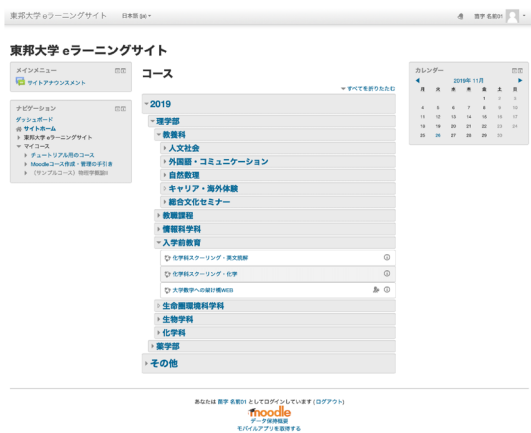 東邦大学 eラーニングサイト
日本語 (ja)
苗字 名前01
東邦大学 eラーニングサイト
メインメニュー
サイトアナウンスメント
ナビゲーション
ダッシュボード
サイトホーム
東邦大学 eラーニングサイト
マイコース
チュートリアル用のコース
Moodleコース作成・管理の手引き
(サンプルコース) 物理学概論II
コース
すべてを折りたたむ
2019
理学部
教養科
人文社会
外国語・コミュニケーション
自然数理
キャリア・海外体験
総合文化セミナー
教職課程
情報科学科
入学前教育
化学科スクーリング・英文読解
化学科スクーリング・化学
大学数学への架け橋WEB
生命圏環境科学科
生物学科
化学科
薬学部
その他
カレンダー
2019年 11月
月 火 水 木 金 土 日
1 2 3
4 5 6 7 8 9 10
11 12 13 14 15 16 17
18 19 20 21 22 23 24
25 26 27 28 29 30
あなたは 苗字 名前01 としてログインしています (ログアウト)
moodle
データ保持概要
モバイルアプリを取得する